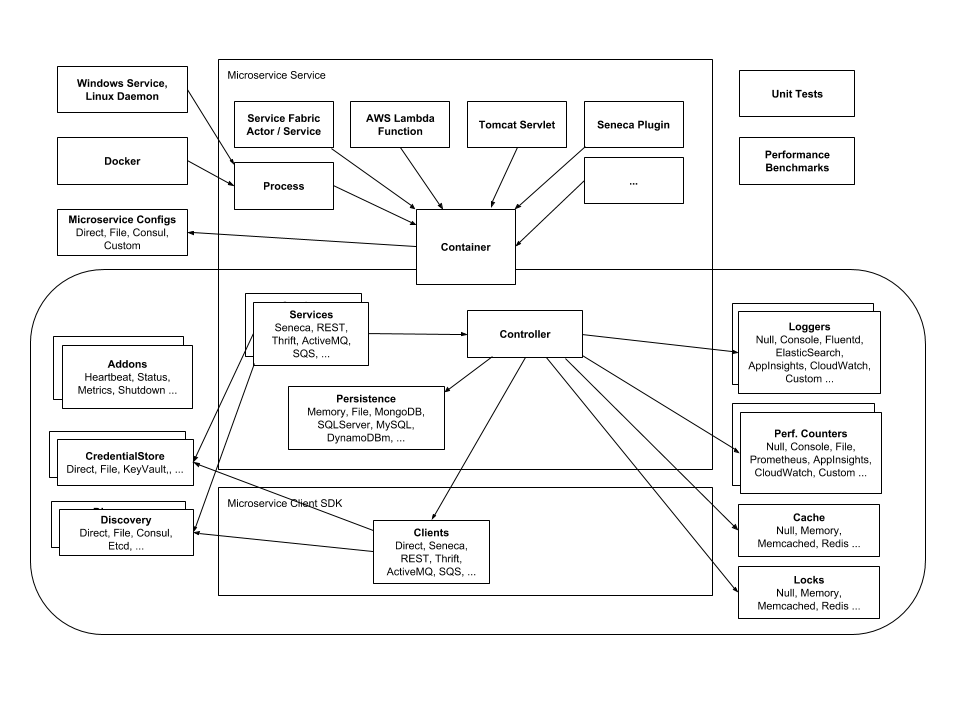 Microservice Service
Windows Service,
Linux Daemon
Service Fabric
Actor / Service
AWS Lambda
Function
Tomcat Servlet
Seneca Plugin
Unit Tests
Docker
Process
...
Performance
Benchmarks
Microservice Configs
Direct, File, Consul,
Custom
Container
Services
Seneca, REST,
Thrift, ActiveMQ,
SQS, ...
Controller
Loggers
Null, Console, Fluentd,
ElasticSearch,
AppInsights, CloudWatch,
Custom ...
Addons
Heartbeat, Status,
Metrics, Shutdown ...
Persistence
Memory, File, MongoDB,
SQLServer, MySQL,
DynamoDBm, ...
CredentialStore
Direct, File, KeyVault,, ...
Perf. Counters
Null, Console, File,
Prometheus, AppInsights,
CloudWatch, Custom ...
Microservice Client SDK
Discovery
Direct, File, Consul,
Etcd, ...
Clients
Direct, Seneca,
REST, Thrift,
ActiveMQ, SQS, ...
Cache
Null, Memory,
Memcached, Redis ...
Locks
Null, Memory,
Memcached, Redis ...